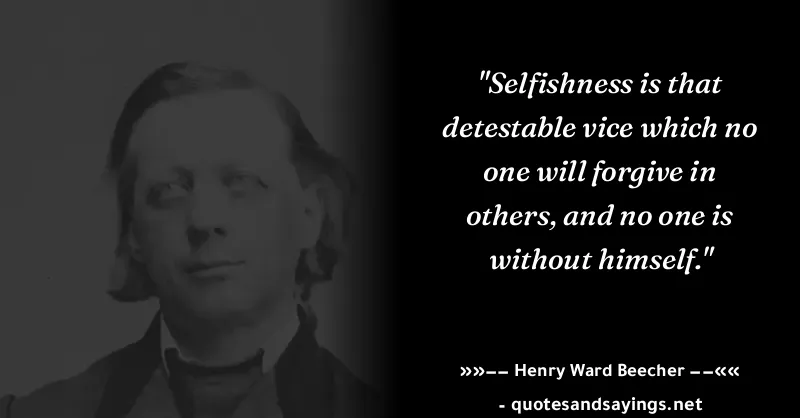 "Selfishness is that
detestable vice which no
one will forgive in
others, and no one is
without himself."
»»−− Henry Ward Beecher −−««
- quotesandsayings.net